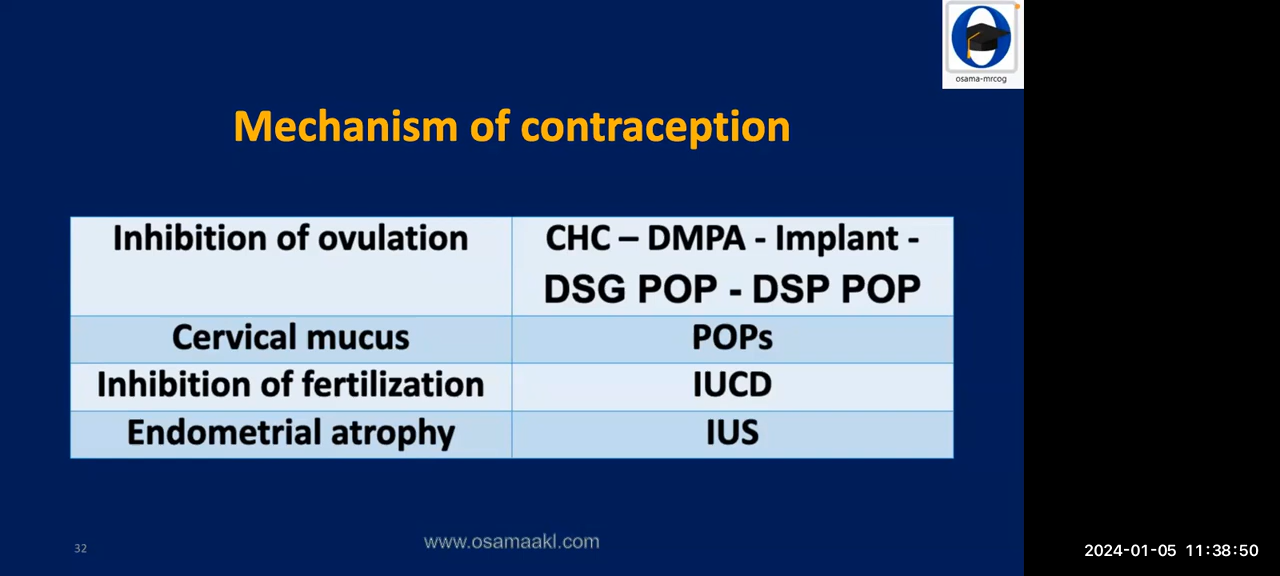 osama-mrcog
Mechanism of contraception
Inhibition of ovulation
CHC – DMPA - Implant -
DSG POP - DSP POP
Cervical mucus
POPs
Inhibition of fertilization
IUCD
Endometrial atrophy
IUS
32
www.osamaakl.com
2024-01-05 11:38:50